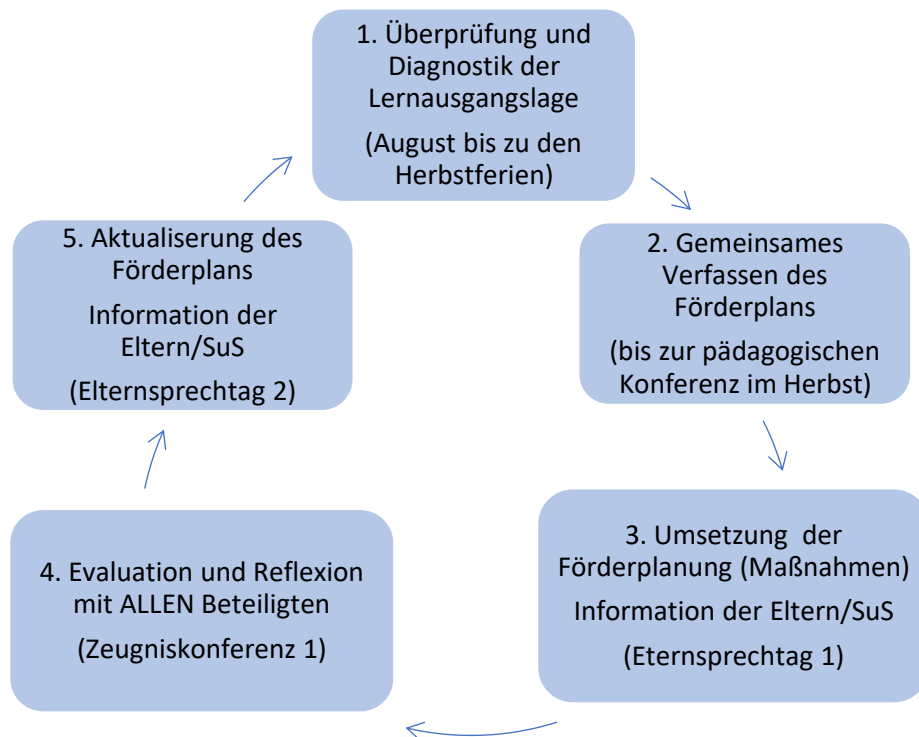 1. Überprüfung und
Diagnostik der
Lernausgangslage
(August bis zu den
Herbstferien)
2. Gemeinsames
Verfassen des
Förderplans
(bis zur pädagogischen
Konferenz im Herbst)
3. Umsetzung der
Förderplanung (Maßnahmen)
Information der Eltern/SuS
(Eternsprechtag 1)
4. Evaluation und Reflexion
mit ALLEN Beteiligten
(Zeugniskonferenz 1)
5. Aktualiserung des
Förderplans
Information der
Eltern/SuS
(Elternsprechtag 2)